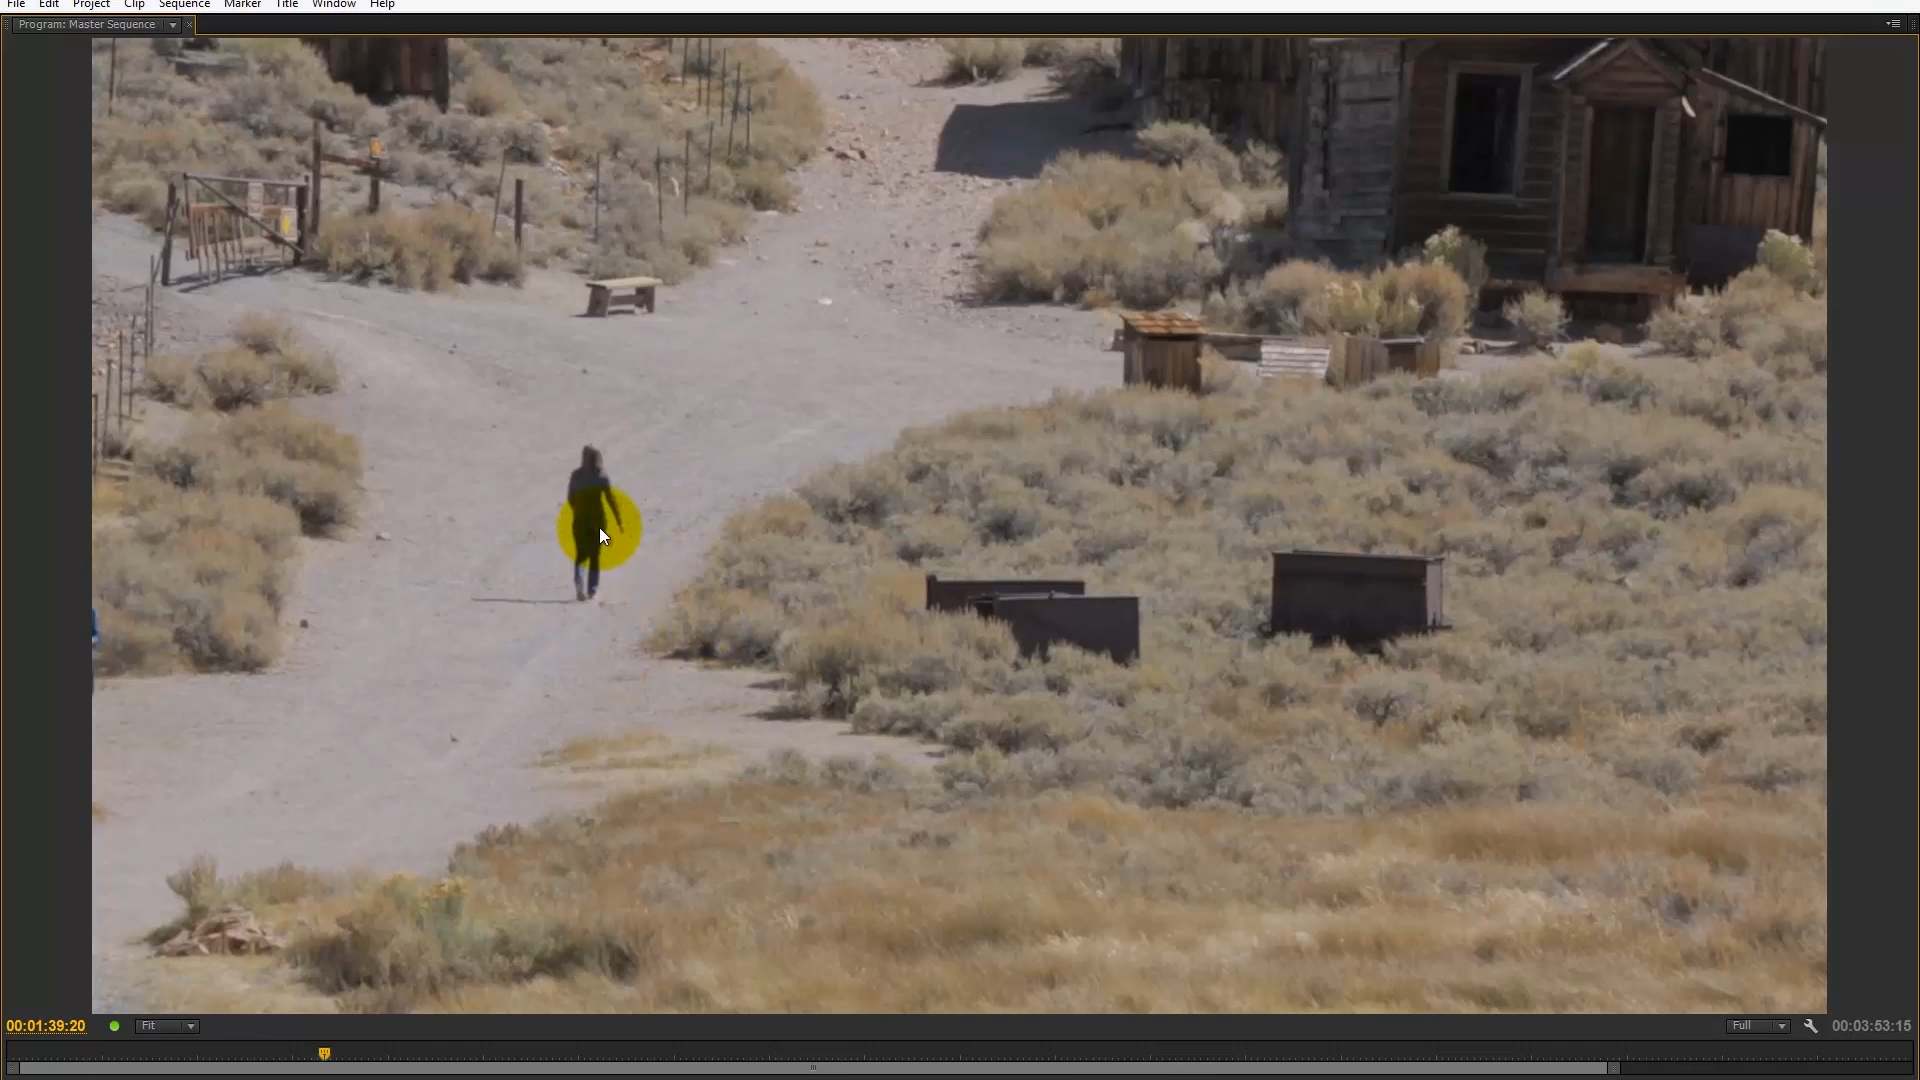 File Edit Project Clip Sequence Marker Title Window Help
Program: Master Sequence
00:01:39:20 Fit Full 00:03:53:15